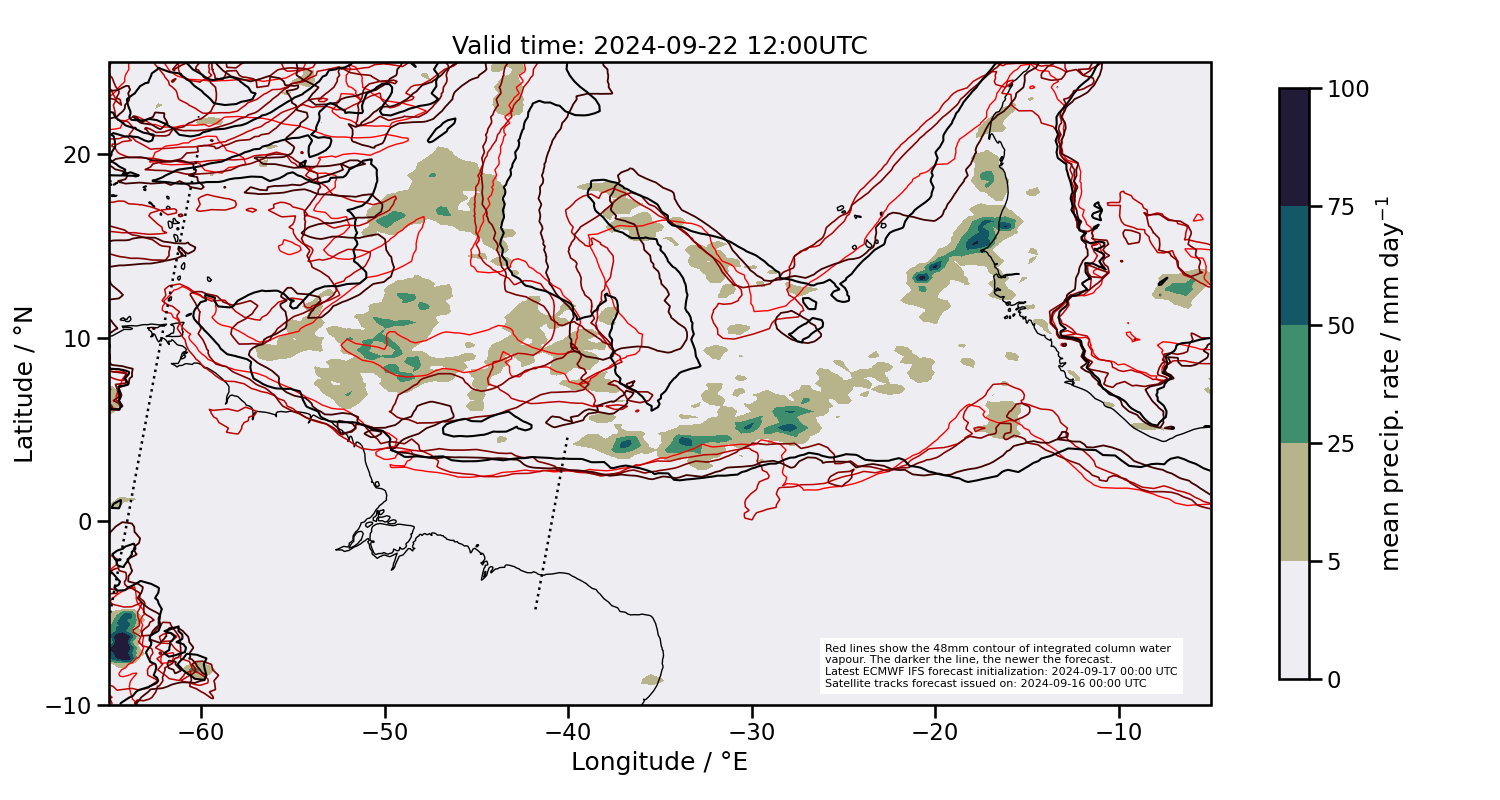 Valid time: 2024-09-22 12:00UTC
Latitude / °N
20
10
0
−10
−60
−50
−40
−30
−20
−10
Longitude / °E
Red lines show the 48mm contour of integrated column water
vapour. The darker the line, the newer the forecast.
Latest ECMWF IFS forecast initialization: 2024-09-17 00:00 UTC
Satellite tracks forecast issued on: 2024-09-16 00:00 UTC
100
75
50
25
5
0
mean precip. rate / mm day⁻¹